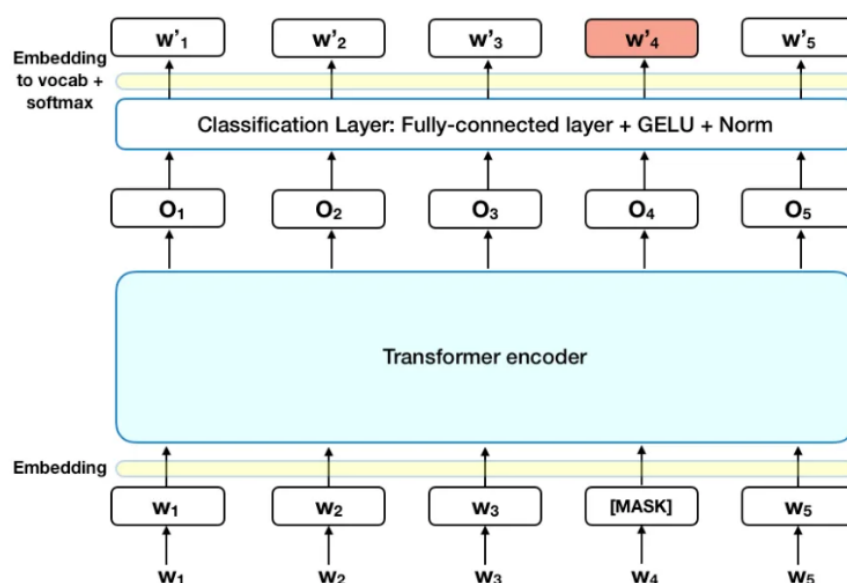 w'1 w'2 w'3 w'4 w'5
Embedding
to vocab +
softmax
Classification Layer: Fully-connected layer + GELU + Norm
O1 O2 O3 O4 O5
Transformer encoder
Embedding
W1 W2 W3 [MASK] W5
W1 W2 W3 W4 W5